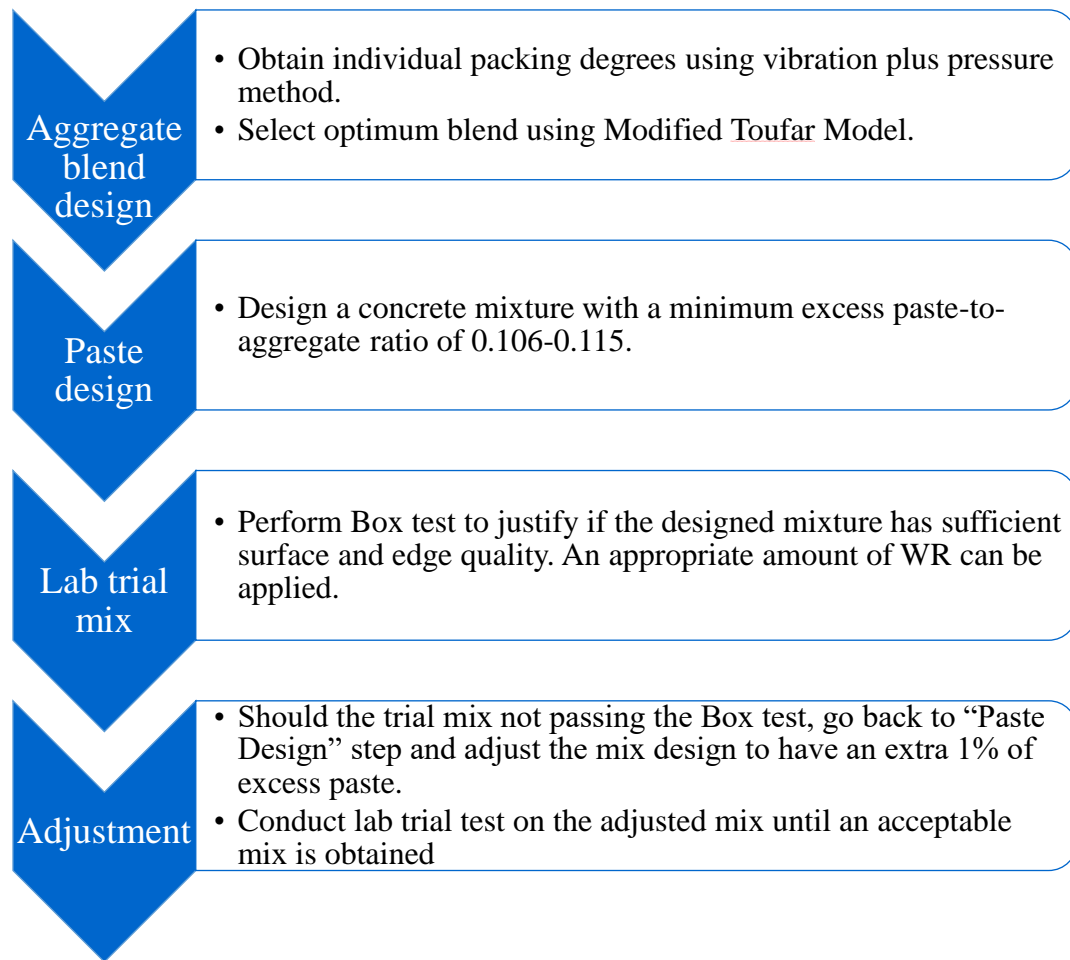 Aggregate
blend
design
• Obtain individual packing degrees using vibration plus pressure
method.
• Select optimum blend using Modified Toufar Model.
Paste
design
• Design a concrete mixture with a minimum excess paste-to-
aggregate ratio of 0.106-0.115.
Lab trial
mix
• Perform Box test to justify if the designed mixture has sufficient
surface and edge quality. An appropriate amount of WR can be
applied.
Adjustment
• Should the trial mix not passing the Box test, go back to “Paste
Design” step and adjust the mix design to have an extra 1% of
excess paste.
• Conduct lab trial test on the adjusted mix until an acceptable
mix is obtained